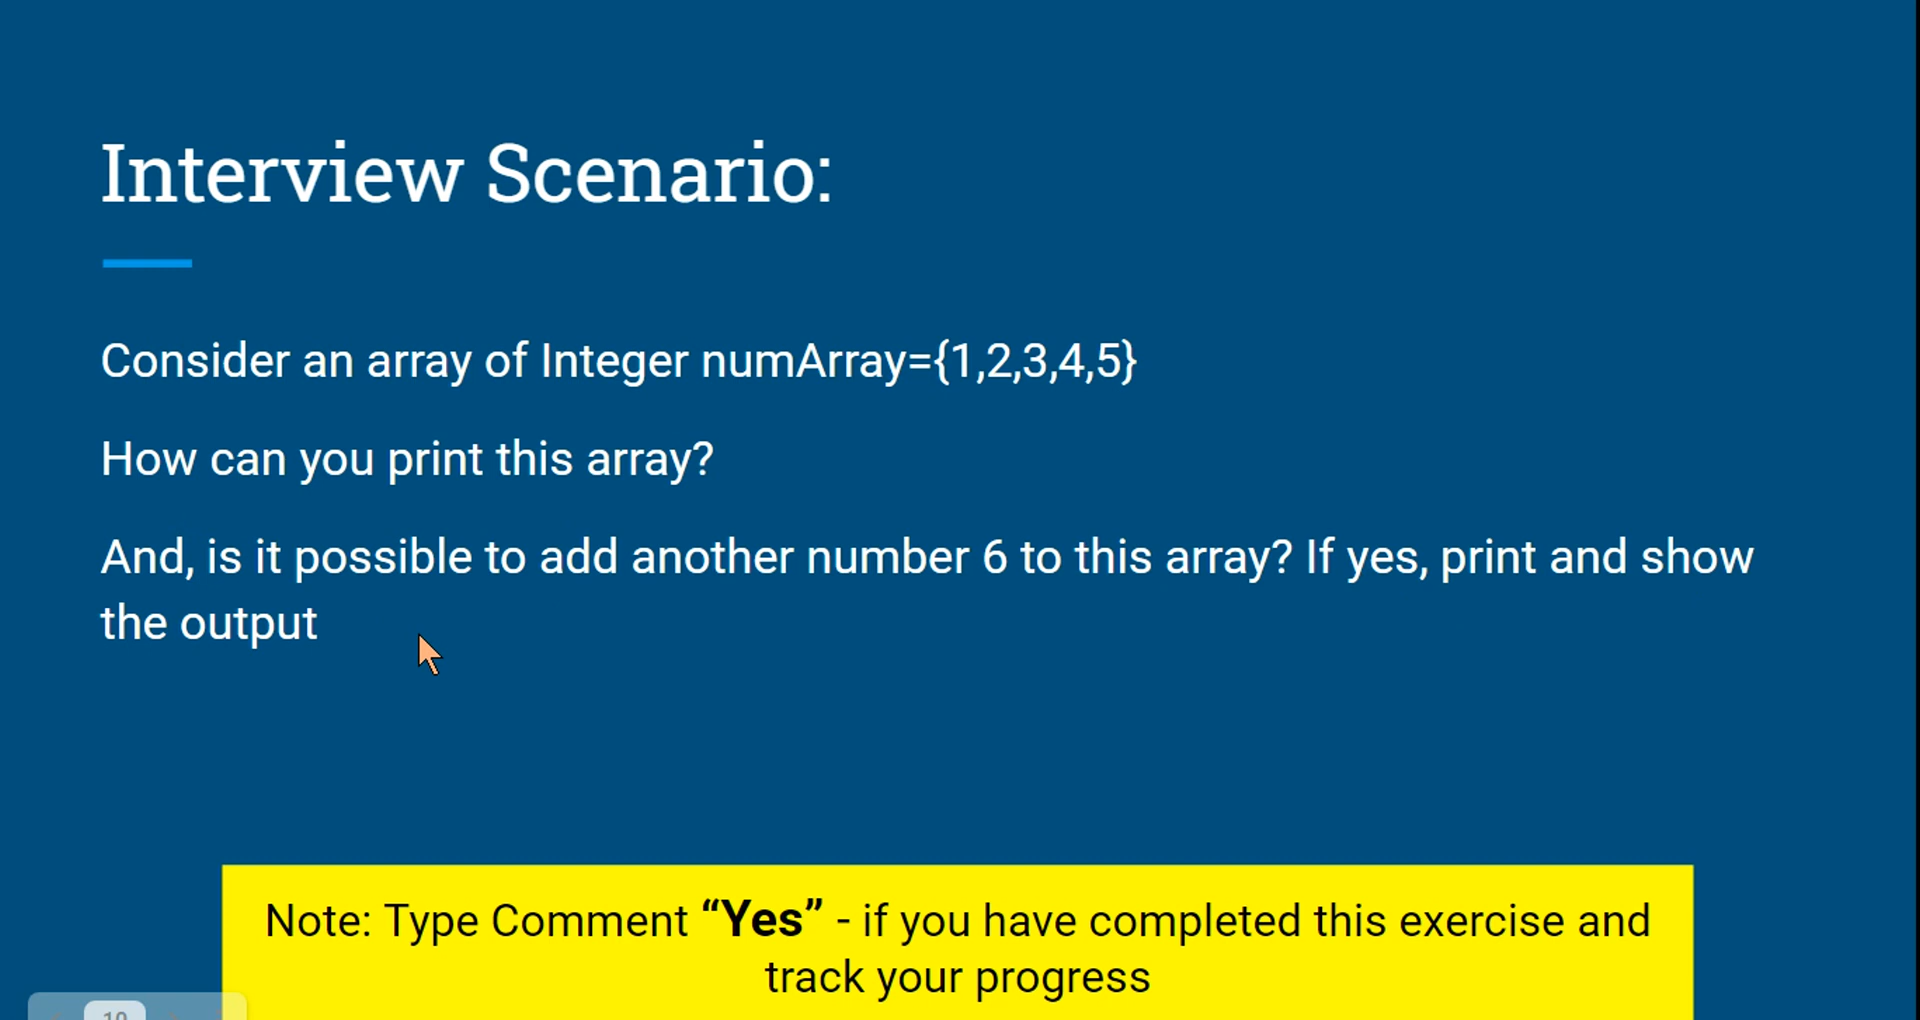 Interview Scenario:
Consider an array of Integer numArray={1,2,3,4,5}
How can you print this array?
And, is it possible to add another number 6 to this array? If yes, print and show
the output
Note: Type Comment “Yes” - if you have completed this exercise and
track your progress